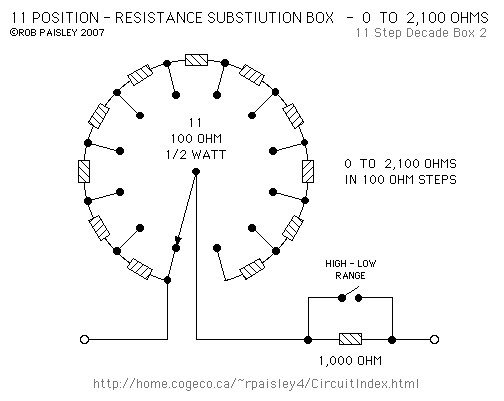 11 POSITION - RESISTANCE SUBSTIUTION BOX - 0 TO 2,100 OHMS
©ROB PAISLEY 2007
11 Step Decade Box 2
11
100 OHM
1/2 WATT
0 TO 2,100 OHMS
IN 100 OHM STEPS
HIGH - LOW
RANGE
1,000 OHM
http://home.cogeco.ca/~rpaisley4/CircuitIndex.html